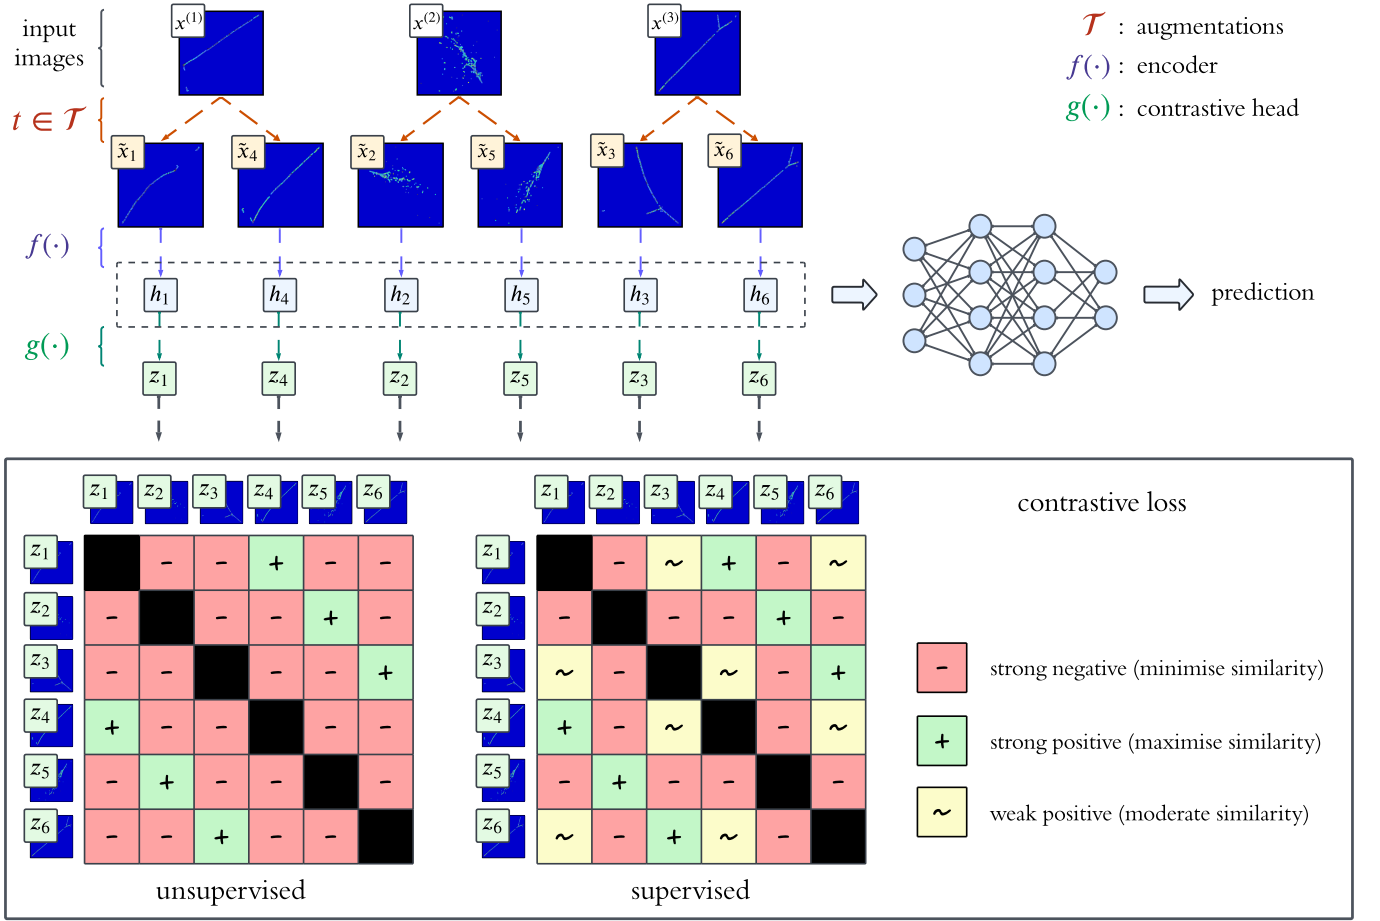 input
images
x⁽¹⁾ x⁽²⁾ x⁽³⁾
𝒯 : augmentations
f(·) : encoder
g(·) : contrastive head
t ∈ 𝒯
x̃₁ x̃₄ x̃₂ x̃₅ x̃₃ x̃₆
f(·)
h₁ h₄ h₂ h₅ h₃ h₆
prediction
g(·)
z₁ z₄ z₂ z₅ z₃ z₆
z₁ z₂ z₃ z₄ z₅ z₆
z₁ − − + − −
z₂ − − − + −
z₃ − − − − +
z₄ + − − − −
z₅ − + − − −
z₆ − − + − −
unsupervised
z₁ z₂ z₃ z₄ z₅ z₆
z₁ − ~ + − ~
z₂ − − − + −
z₃ ~ − ~ − +
z₄ + − ~ − ~
z₅ − + − − −
z₆ ~ − + ~ −
supervised
contrastive loss
− strong negative (minimise similarity)
+ strong positive (maximise similarity)
~ weak positive (moderate similarity)